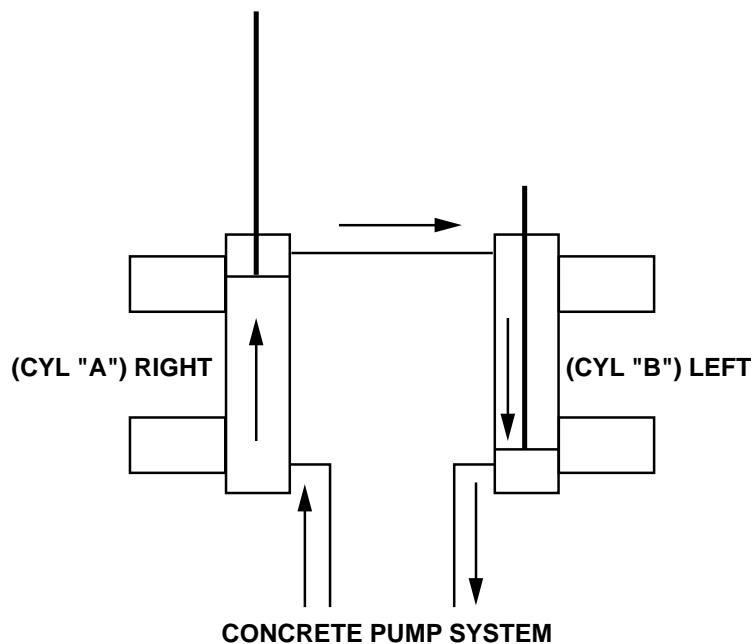 (CYL "A") RIGHT
(CYL "B") LEFT
CONCRETE PUMP SYSTEM